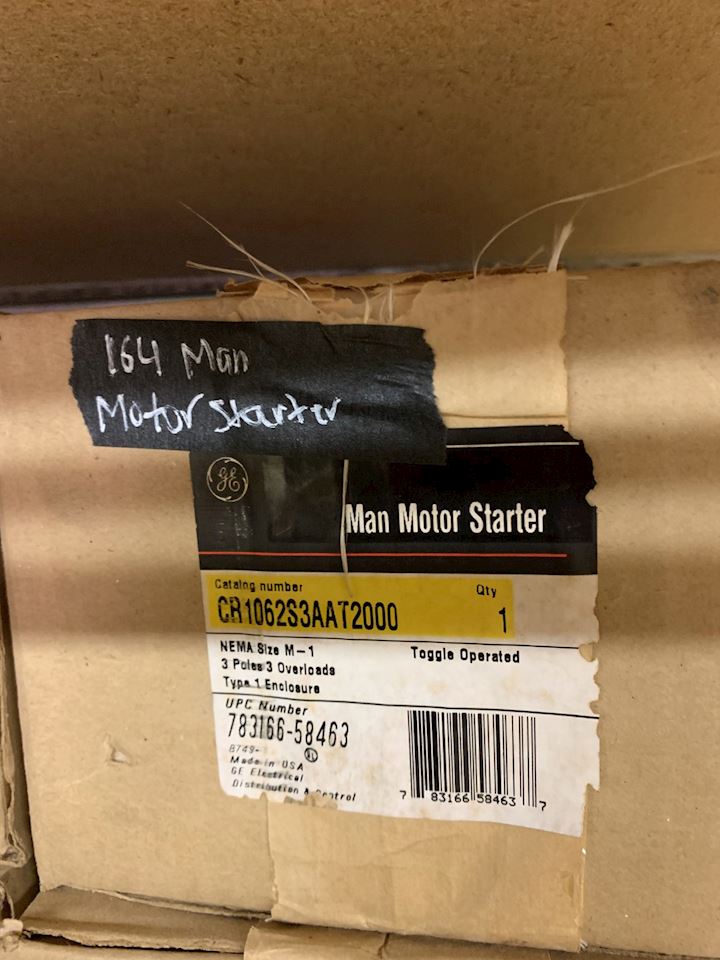 164 Man
Motor Starter
GE
Man Motor Starter
Catalog number
Qty
CR1062S3AAT2000
1
NEMA Size M-1
Toggle Operated
3 Poles 3 Overloads
Type 1 Enclosure
UPC Number
783166-58463
8749-
Made in USA
GE Electrical
Distribution & Control
7 83166 58463 7